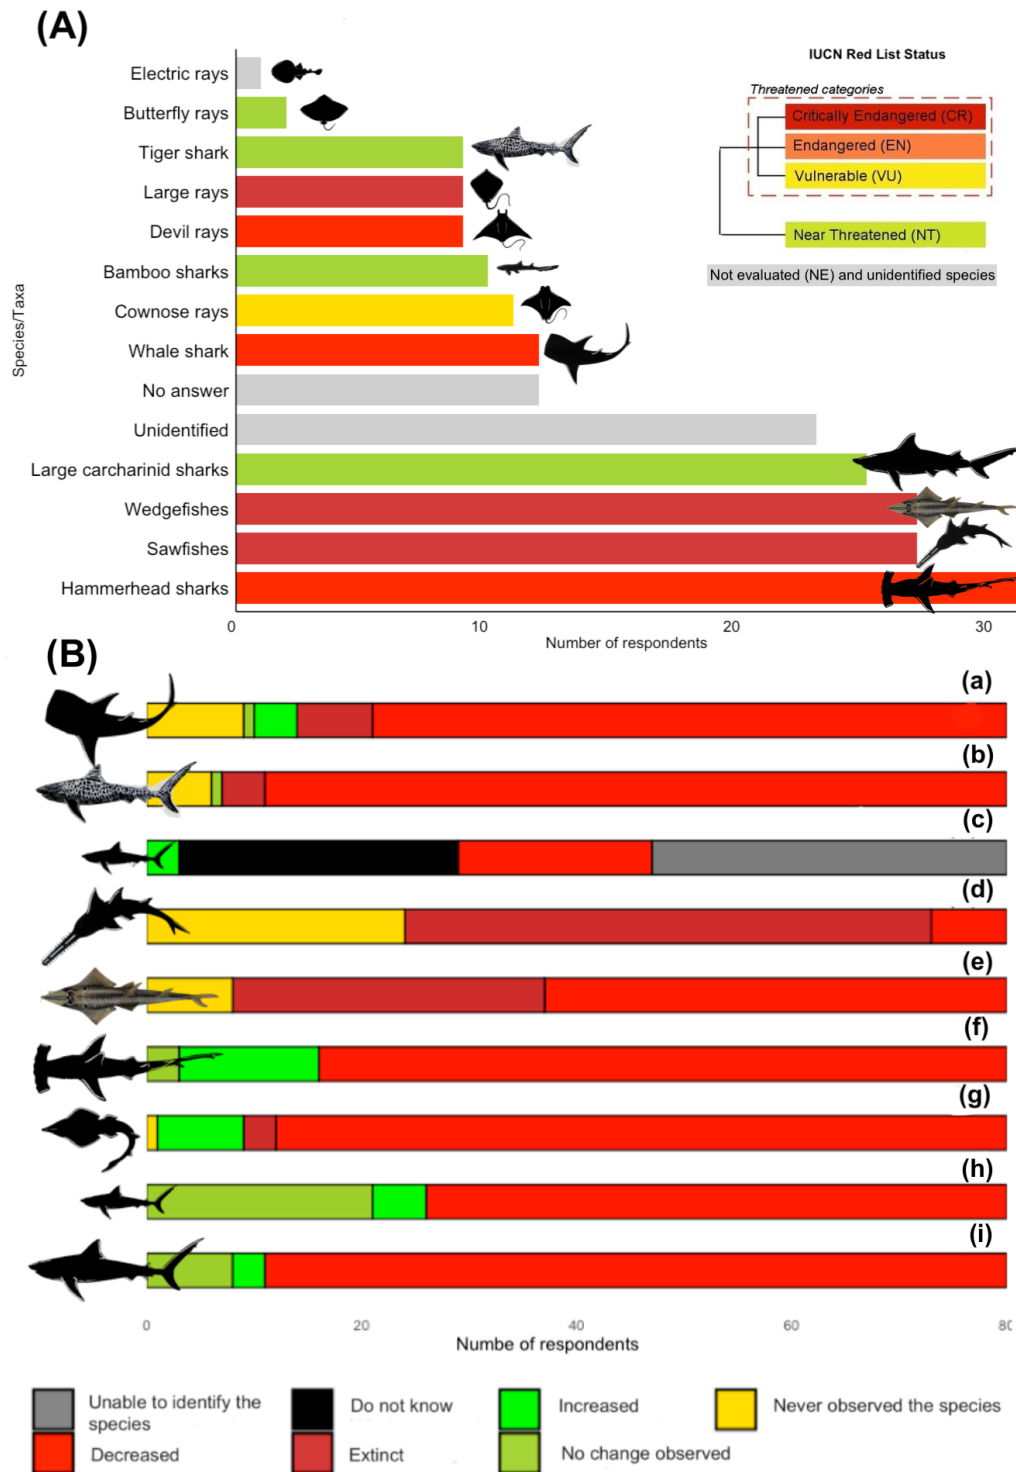 (A)
IUCN Red List Status
Threatened categories
Critically Endangered (CR)
Endangered (EN)
Vulnerable (VU)
Near Threatened (NT)
Not evaluated (NE) and unidentified species
Species/Taxa
Electric rays
Butterfly rays
Tiger shark
Large rays
Devil rays
Bamboo sharks
Cownose rays
Whale shark
No answer
Unidentified
Large carcharinid sharks
Wedgefishes
Sawfishes
Hammerhead sharks
0 10 20 30
Number of respondents
(B)
(a)
(b)
(c)
(d)
(e)
(f)
(g)
(h)
(i)
0 20 40 60 80
Numbe of respondents
Unable to identify the
species
Do not know
Increased
Never observed the species
Decreased
Extinct
No change observed